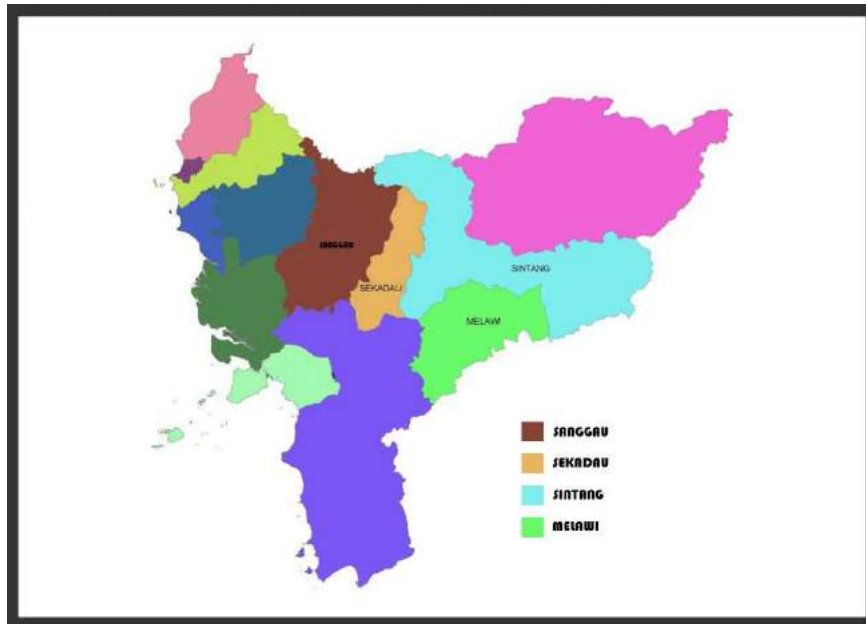 SANGGAU
SEKADAU
SINTANG
MELAWI
SANGGAU
SEKADAU
SINTANG
MELAWI